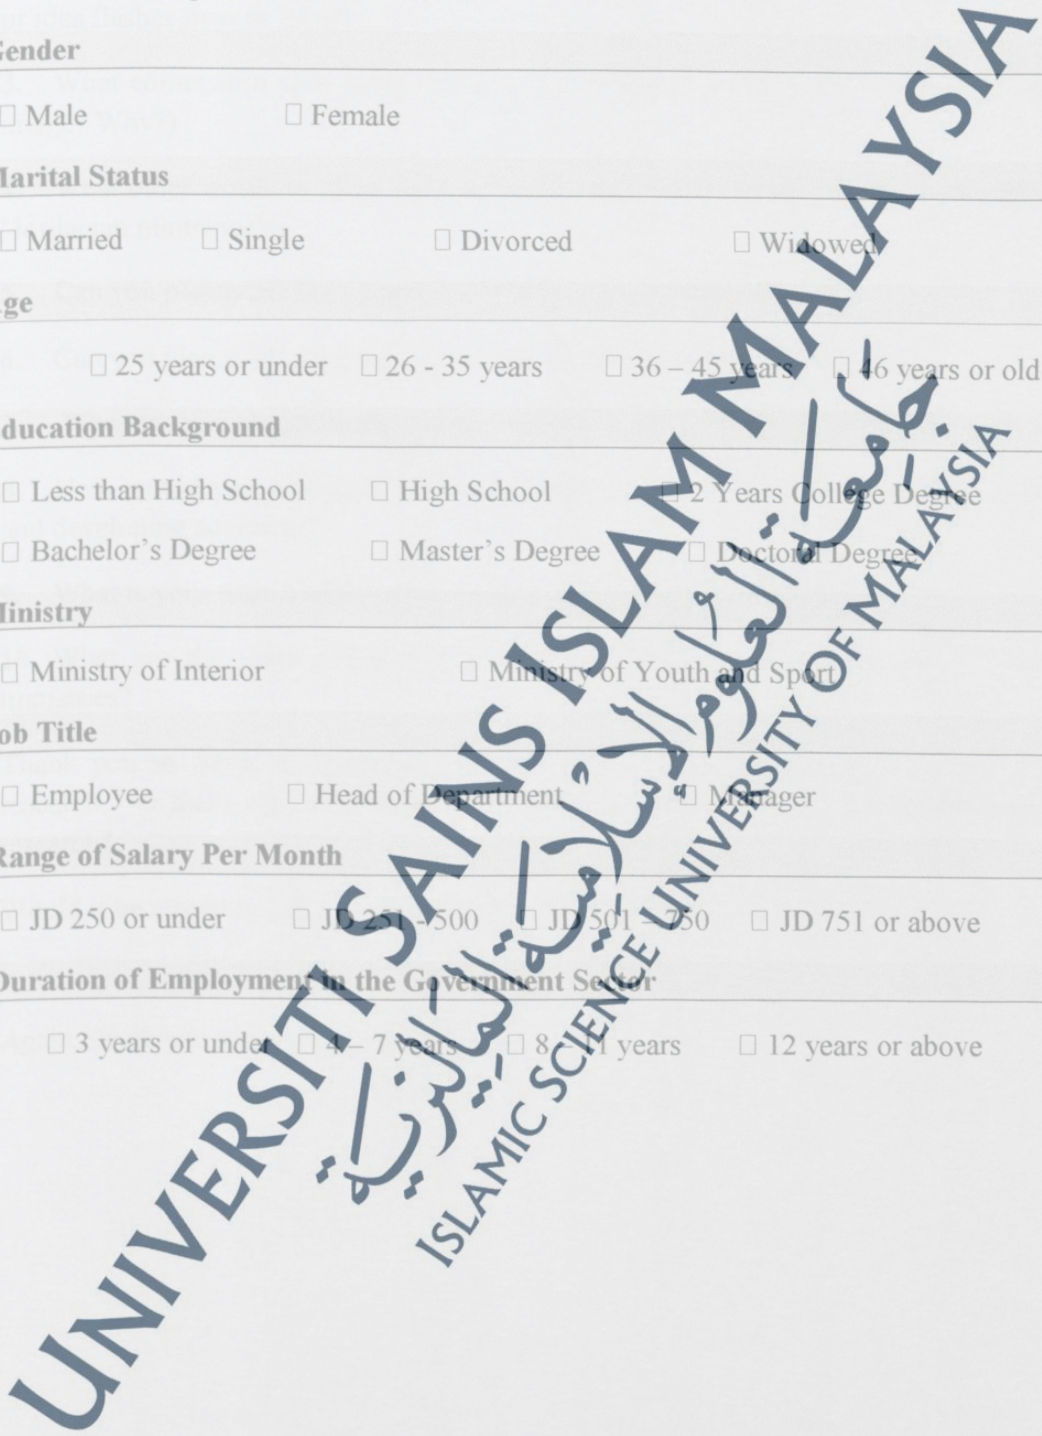 Gender
☐ Male ☐ Female
Marital Status
☐ Married ☐ Single ☐ Divorced ☐ Widowed
Age
☐ 25 years or under ☐ 26 - 35 years ☐ 36 – 45 years ☐ 46 years or old
Education Background
☐ Less than High School ☐ High School ☐ 2 Years College Degree
☐ Bachelor’s Degree ☐ Master’s Degree ☐ Doctoral Degree
Ministry
☐ Ministry of Interior ☐ Ministry of Youth and Sport
Job Title
☐ Employee ☐ Head of Department ☐ Manager
Range of Salary Per Month
☐ JD 250 or under ☐ JD 251 - 500 ☐ JD 501 – 750 ☐ JD 751 or above
Duration of Employment in the Government Sector
☐ 3 years or under ☐ 4 – 7 years ☐ 8 – 11 years ☐ 12 years or above
UNIVERSITI SAINS ISLAM MALAYSIA
جامعة العلوم الإسلامية الماليزية
ISLAMIC SCIENCE UNIVERSITY OF MALAYSIA